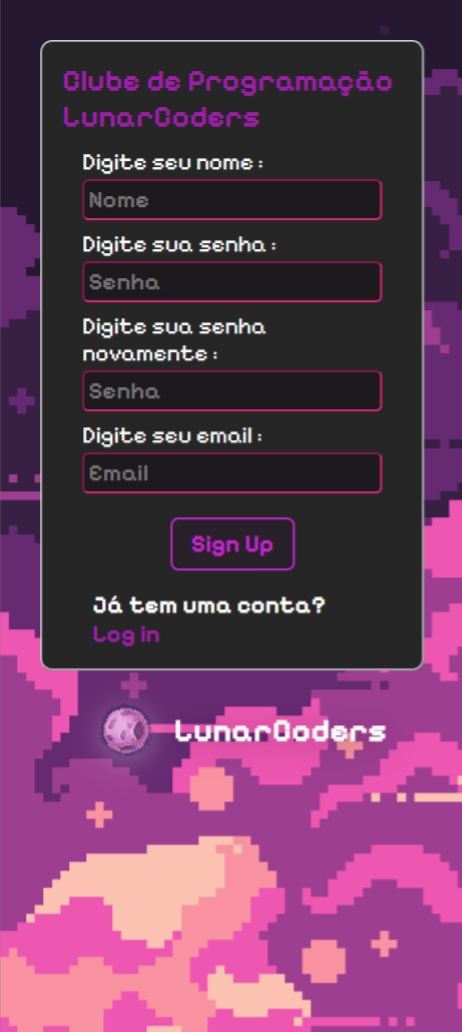 Clube de Programação
LunarCoders
Digite seu nome :
Nome
Digite sua senha :
Senha
Digite sua senha
novamente :
Senha
Digite seu email :
Email
Sign Up
Já tem uma conta?
Log in
LunarCoders